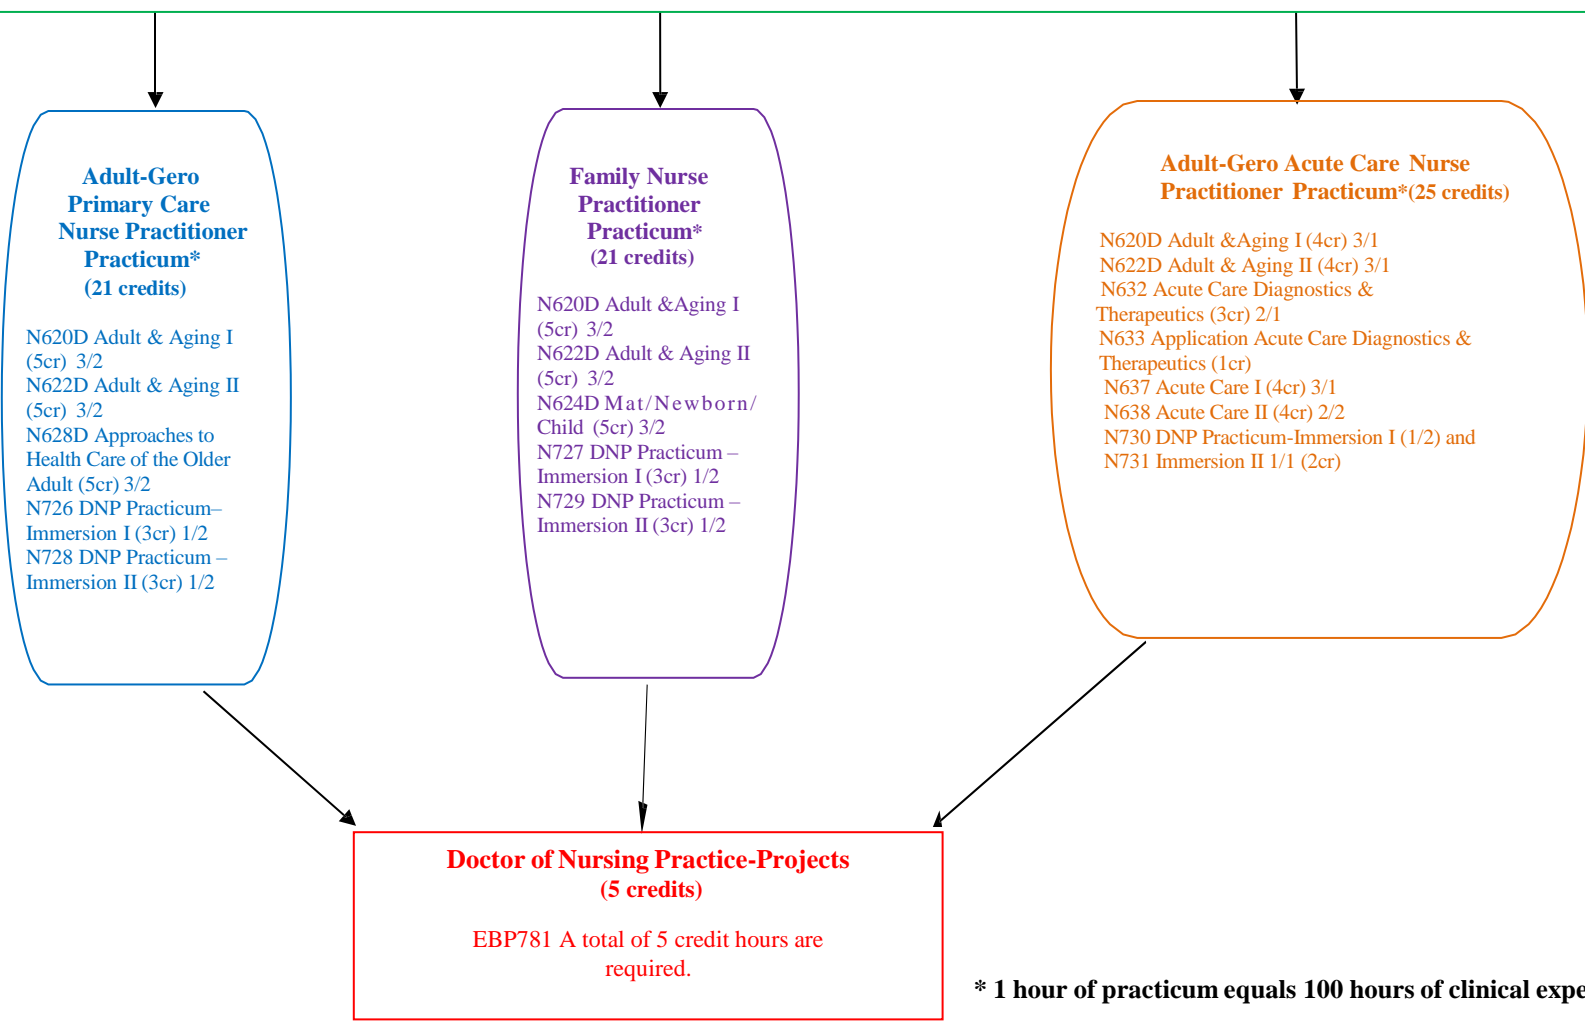 Adult-Gero
Primary Care
Nurse Practitioner
Practicum*
(21 credits)
N620D Adult & Aging I
(5cr) 3/2
N622D Adult & Aging II
(5cr) 3/2
N628D Approaches to
Health Care of the Older
Adult (5cr) 3/2
N726 DNP Practicum–
Immersion I (3cr) 1/2
N728 DNP Practicum –
Immersion II (3cr) 1/2
Family Nurse
Practitioner
Practicum*
(21 credits)
N620D Adult &Aging I
(5cr) 3/2
N622D Adult & Aging II
(5cr) 3/2
N624D Mat/Newborn/
Child (5cr) 3/2
N727 DNP Practicum –
Immersion I (3cr) 1/2
N729 DNP Practicum –
Immersion II (3cr) 1/2
Adult-Gero Acute Care Nurse
Practitioner Practicum*(25 credits)
N620D Adult &Aging I (4cr) 3/1
N622D Adult & Aging II (4cr) 3/1
N632 Acute Care Diagnostics &
Therapeutics (3cr) 2/1
N633 Application Acute Care Diagnostics &
Therapeutics (1cr)
N637 Acute Care I (4cr) 3/1
N638 Acute Care II (4cr) 2/2
N730 DNP Practicum-Immersion I (1/2) and
N731 Immersion II 1/1 (2cr)
Doctor of Nursing Practice-Projects
(5 credits)
EBP781 A total of 5 credit hours are
required.
* 1 hour of practicum equals 100 hours of clinical expe